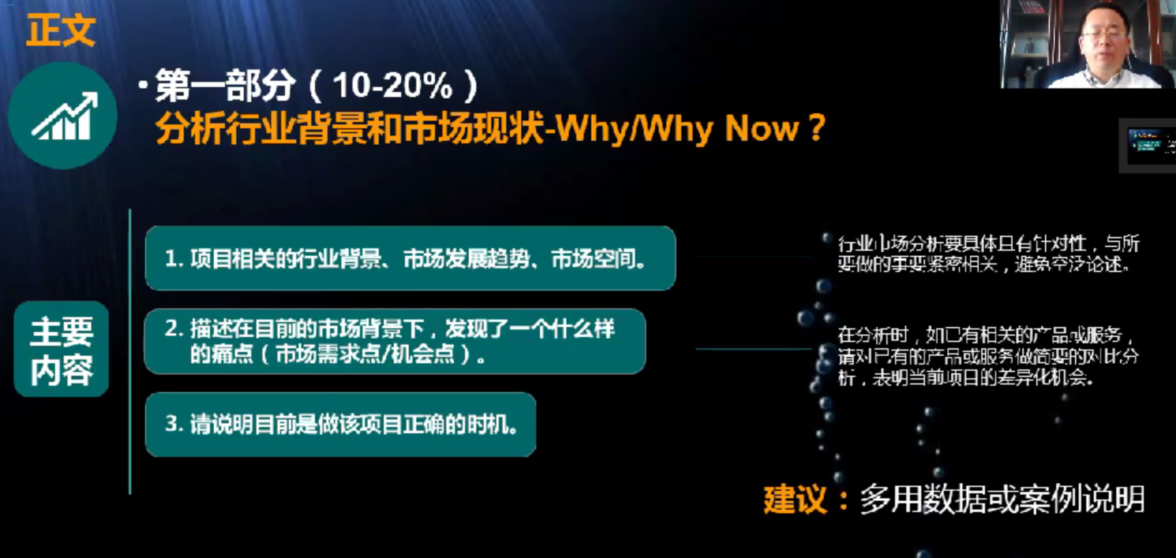 正文
·第一部分（10-20%）
分析行业背景和市场现状-Why/Why Now？
主要
内容
1. 项目相关的行业背景、市场发展趋势、市场空间。
2. 描述在目前的市场背景下，发现了一个什么样
的痛点（市场需求点/机会点）。
3. 请说明目前是做该项目正确的时机。
行业市场分析要具体且有针对性，与所
要做的事要紧密相关，避免空泛论述。
在分析时，如已有相关的产品或服务，
请对已有的产品或服务做简要的对比分
析，表明当前项目的差异化机会。
建议：多用数据或案例说明